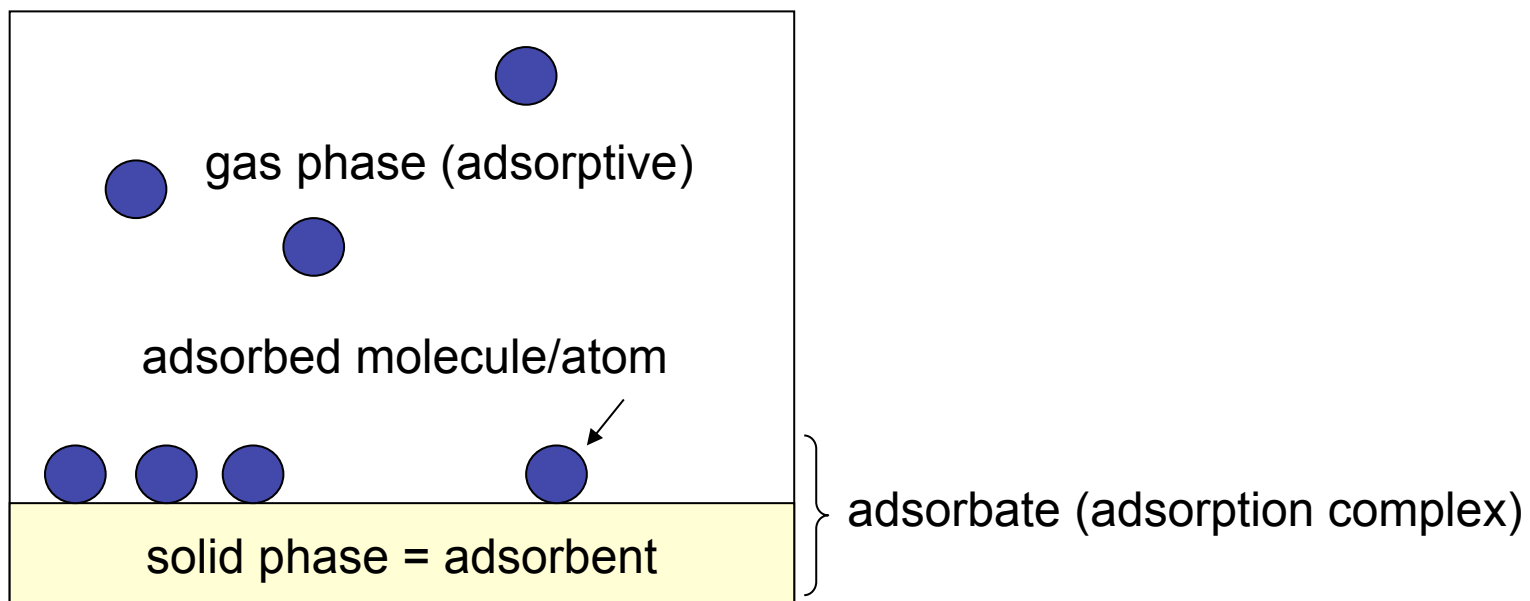 gas phase (adsorptive)
adsorbed molecule/atom
adsorbate (adsorption complex)
solid phase = adsorbent